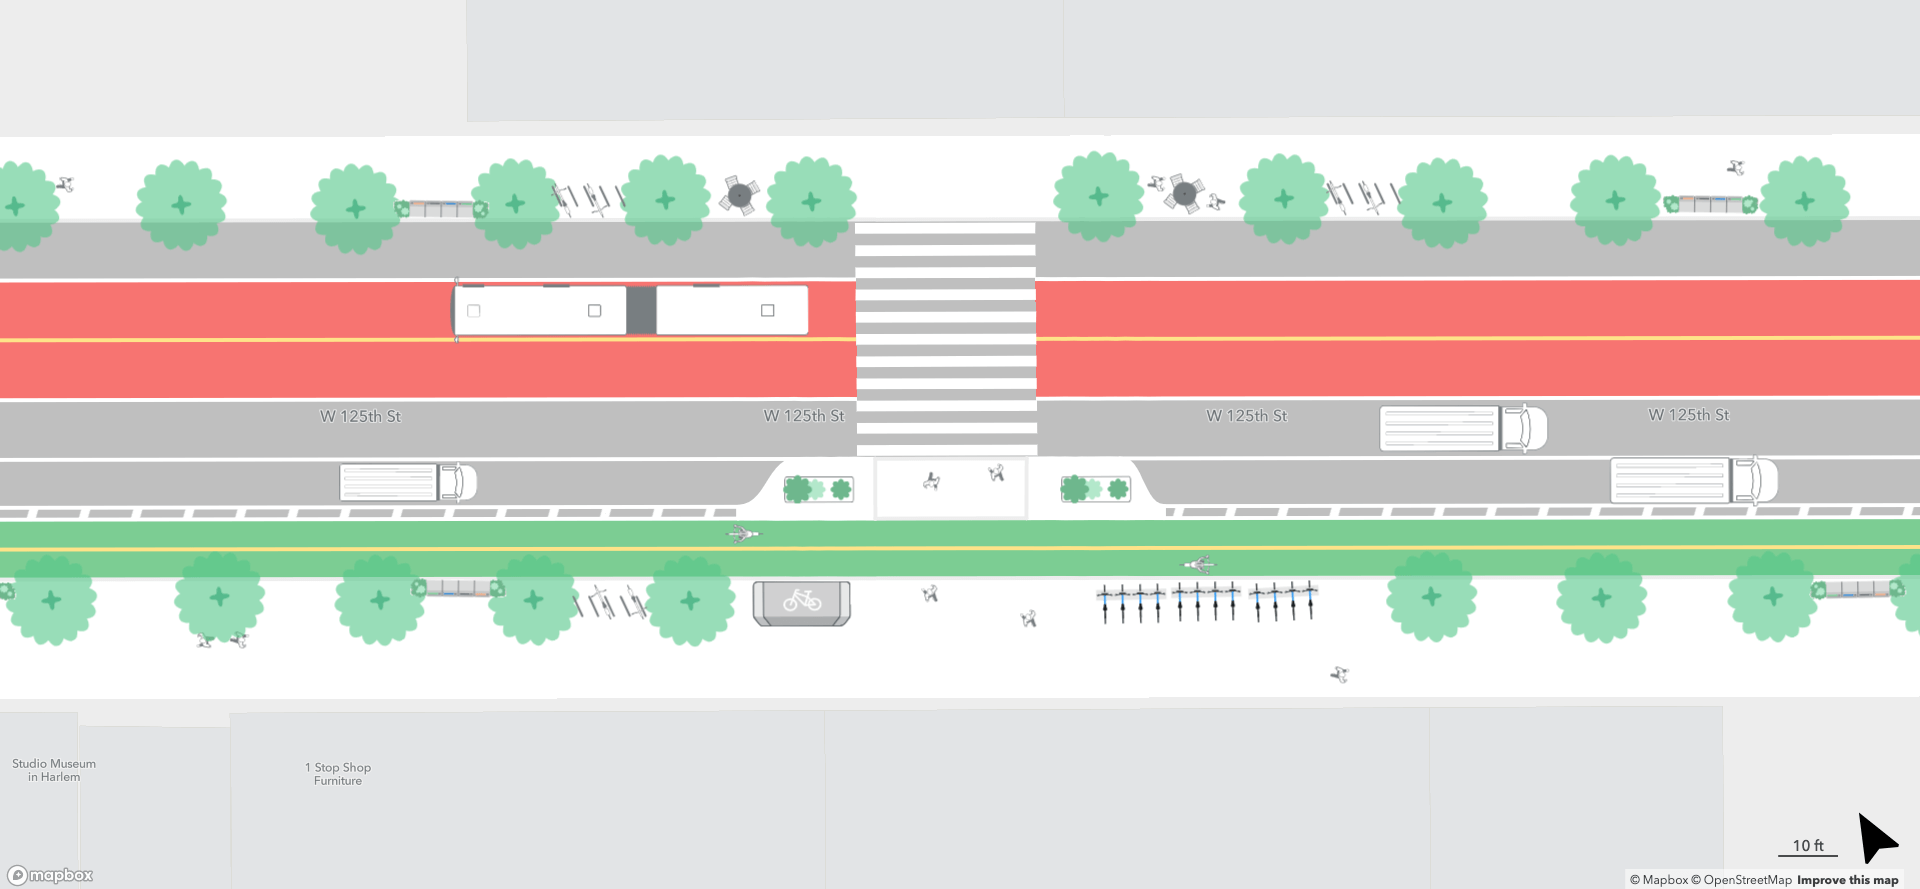 W 125th St
W 125th St
W 125th St
W 125th St
Studio Museum
in Harlem
1 Stop Shop
Furniture
10 ft
mapbox
© Mapbox © OpenStreetMap Improve this map